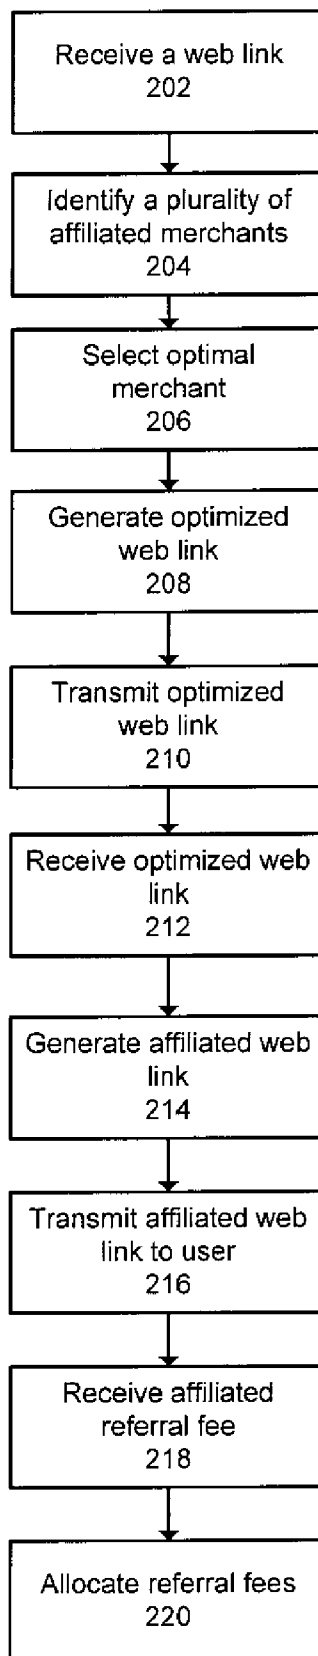 Receive a web link
202
Identify a plurality of
affiliated merchants
204
Select optimal
merchant
206
Generate optimized
web link
208
Transmit optimized
web link
210
Receive optimized web
link
212
Generate affiliated web
link
214
Transmit affiliated web
link to user
216
Receive affiliated
referral fee
218
Allocate referral fees
220